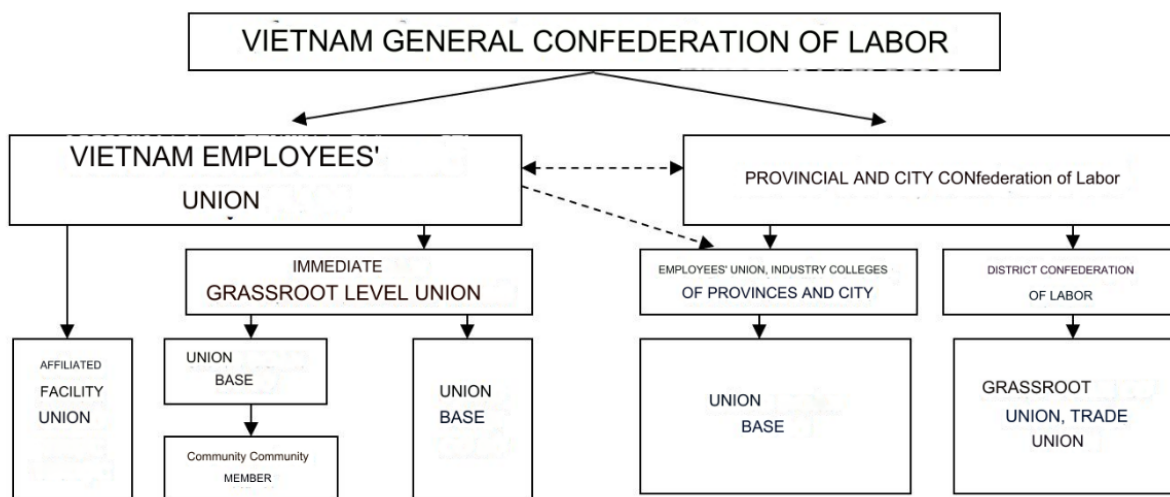 VIETNAM GENERAL CONFEDERATION OF LABOR
VIETNAM EMPLOYEES'
UNION
PROVINCIAL AND CITY CONfederation of Labor
IMMEDIATE
GRASSROOT LEVEL UNION
EMPLOYEES' UNION, INDUSTRY COLLEGES
OF PROVINCES AND CITY
DISTRICT CONFEDERATION
OF LABOR
AFFILIATED
FACILITY
UNION
UNION
BASE
Community Community
MEMBER
UNION
BASE
UNION
BASE
GRASSROOT
UNION, TRADE
UNION